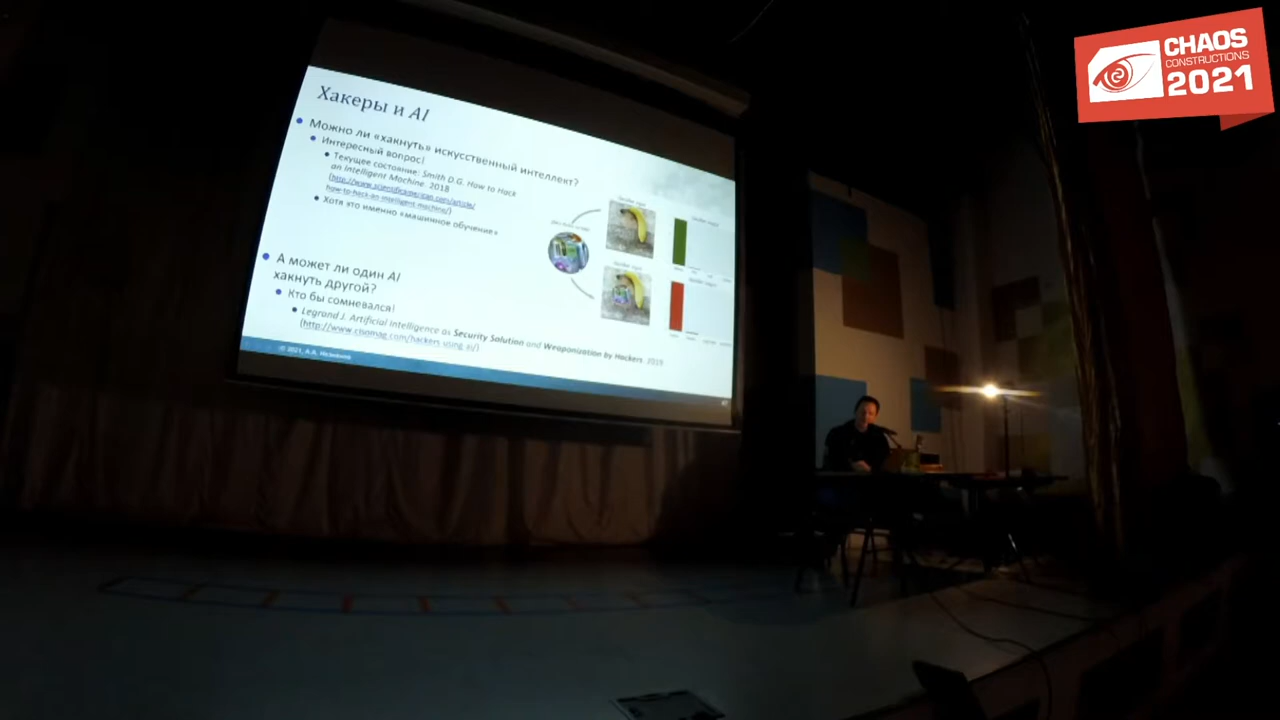 CHAOS
CONSTRUCTIONS
2021
Хакеры и AI
Можно ли «хакнуть» искусственный интеллект?
Интересный вопрос!
Текущее состояние: Smith D.G. How to Hack
an Intelligent Machine. 2018
(http://www.scientificamerican.com/article/
how-to-hack-an-intelligent-machine/)
Хотя это именно «машинное обучение»
А может ли один AI
хакнуть другой?
Кто бы сомневался!
Legrand J. Artificial Intelligence as Security Solution and Weaponization by Hackers. 2019
(http://www.cisomag.com/hackers-using-ai/)
© 2021, А.А.